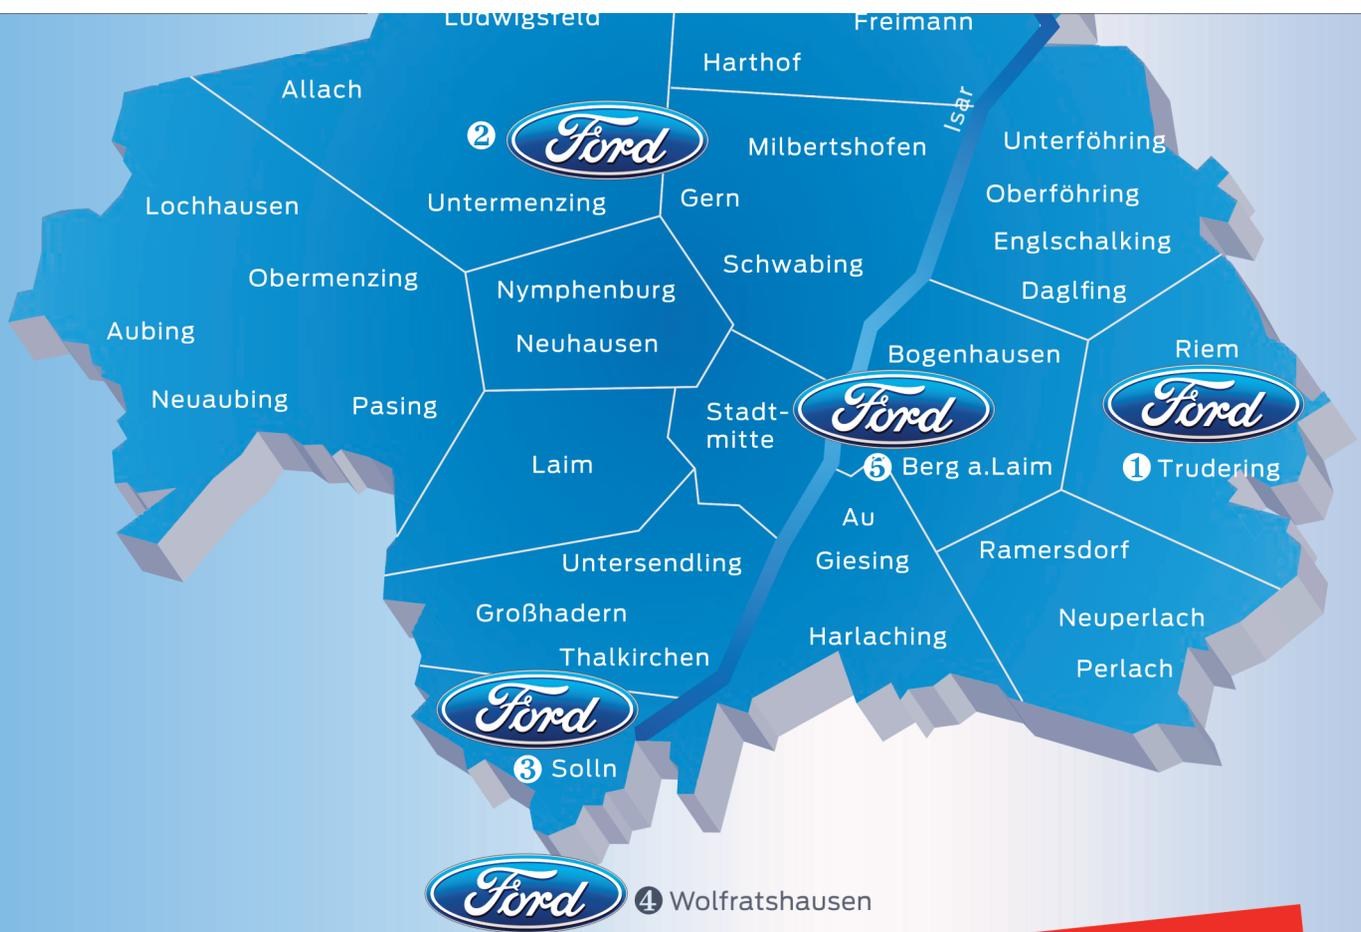 Ludwigsfeld
Freimann
Harthof
Allach
Isar
2
Ford
Milbertshofen
Unterföhring
Lochhausen
Untermenzing
Gern
Oberföhring
Englschalking
Obermenzing
Nymphenburg
Schwabing
Daglfing
Aubing
Neuhausen
Bogenhausen
Riem
Neuaubing
Pasing
Stadt-
mitte
Ford
Ford
Laim
5 Berg a.Laim
1 Trudering
Au
Untersendling
Giesing
Ramersdorf
Großhadern
Harlaching
Neuperlach
Thalkirchen
Perlach
Ford
3 Solln
Ford
4 Wolfratshausen